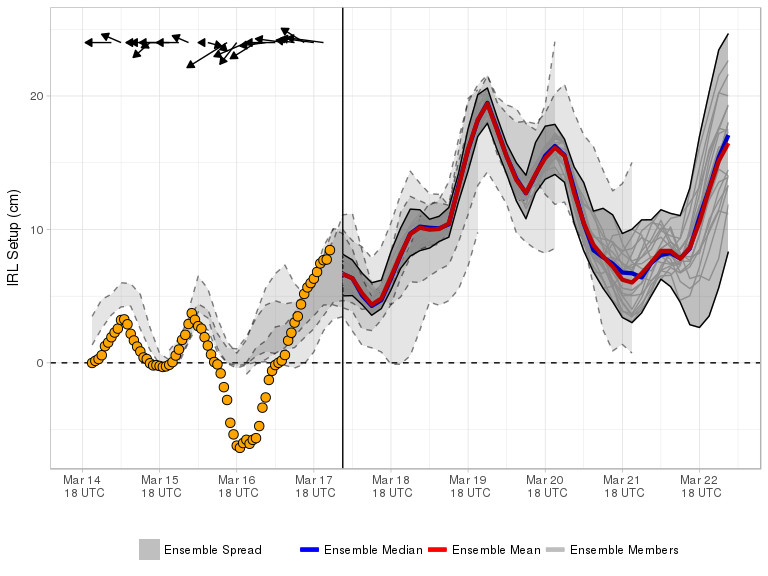 IRL Setup (cm)
20
10
0
Mar 14 Mar 15 Mar 16 Mar 17 Mar 18 Mar 19 Mar 20 Mar 21 Mar 22
18 UTC 18 UTC 18 UTC 18 UTC 18 UTC 18 UTC 18 UTC 18 UTC 18 UTC
Ensemble Spread Ensemble Median Ensemble Mean Ensemble Members